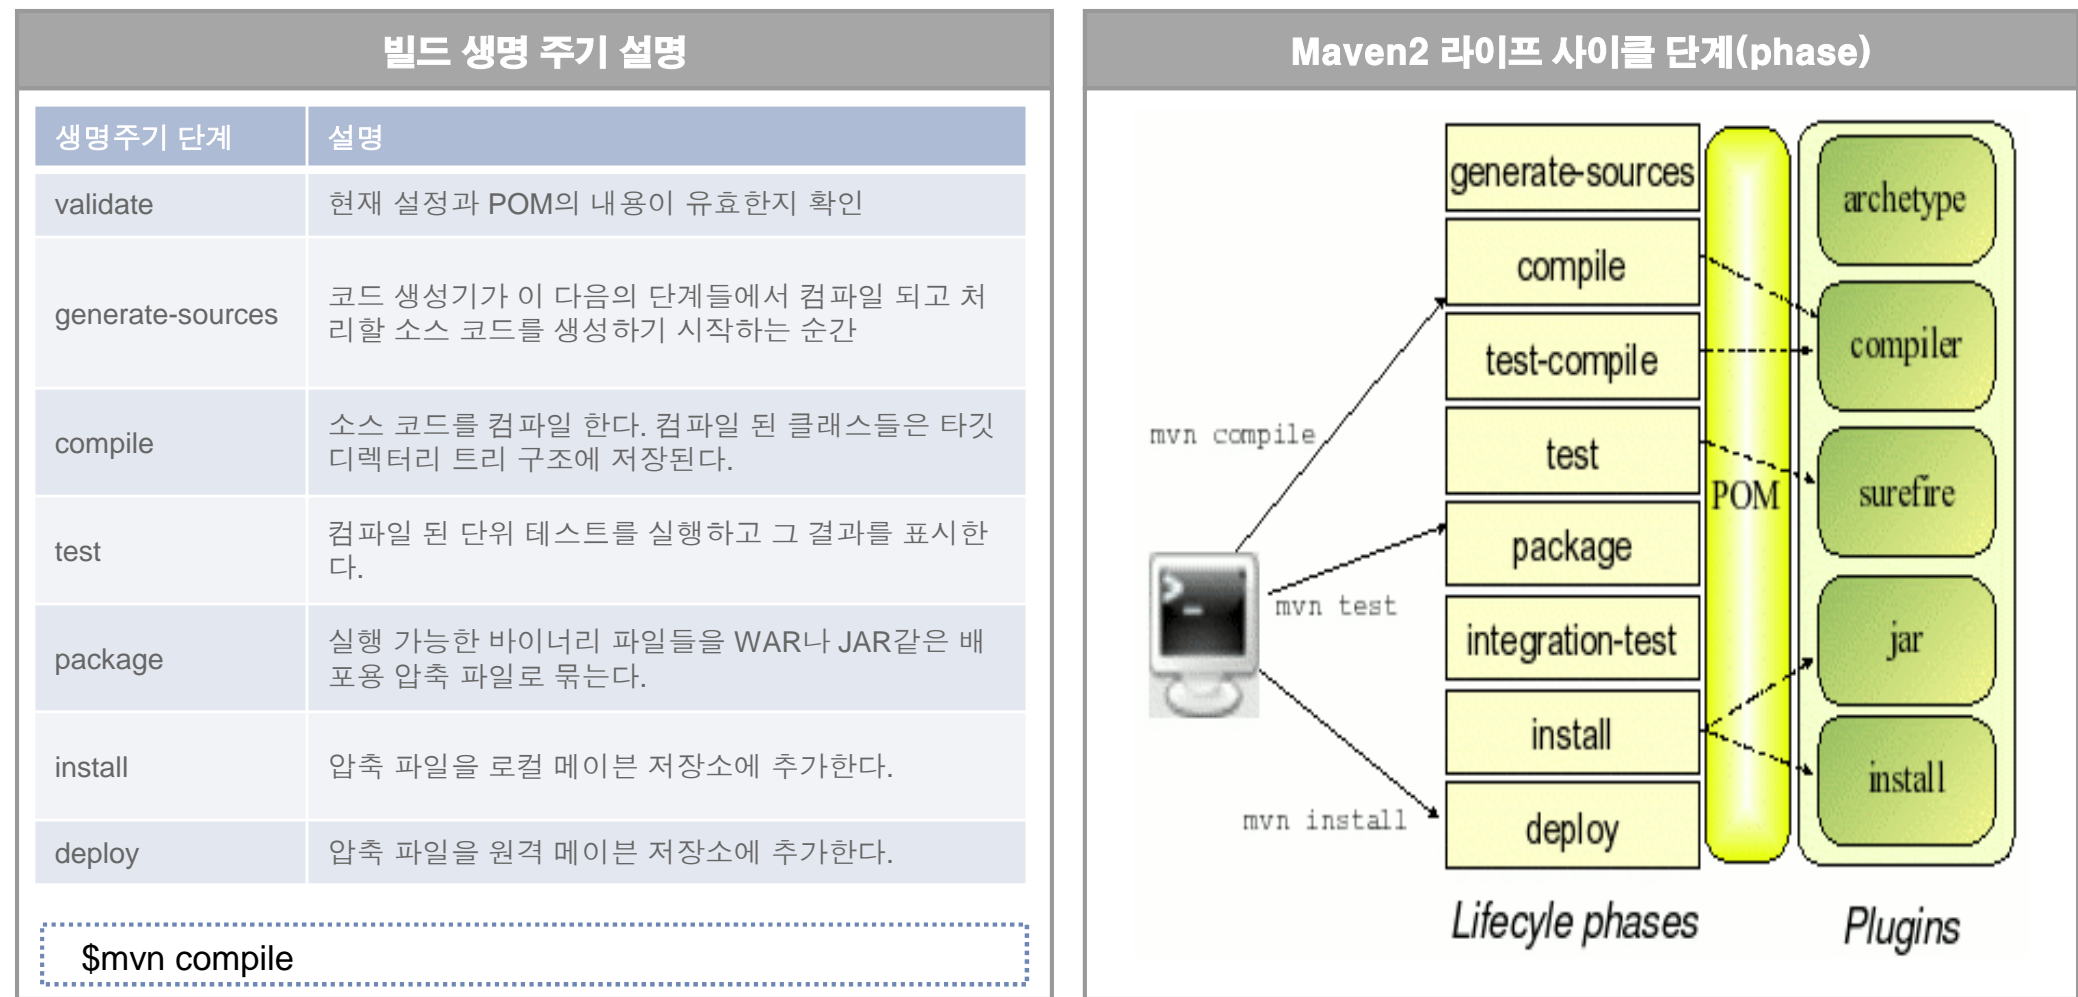 빌드 생명 주기 설명
생명주기 단계
설명
validate
현재 설정과 POM의 내용이 유효한지 확인
generate-sources
코드 생성기가 이 다음의 단계들에서 컴파일 되고 처
리할 소스 코드를 생성하기 시작하는 순간
compile
소스 코드를 컴파일 한다. 컴파일 된 클래스들은 타깃
디렉터리 트리 구조에 저장된다.
test
컴파일 된 단위 테스트를 실행하고 그 결과를 표시한
다.
package
실행 가능한 바이너리 파일들을 WAR나 JAR같은 배
포용 압축 파일로 묶는다.
install
압축 파일을 로컬 메이븐 저장소에 추가한다.
deploy
압축 파일을 원격 메이븐 저장소에 추가한다.
$mvn compile
Maven2 라이프 사이클 단계(phase)
mvn compile
mvn test
mvn install
generate-sources
compile
test-compile
test
package
integration-test
install
deploy
Lifecyle phases
POM
archetype
compiler
surefire
jar
install
Plugins